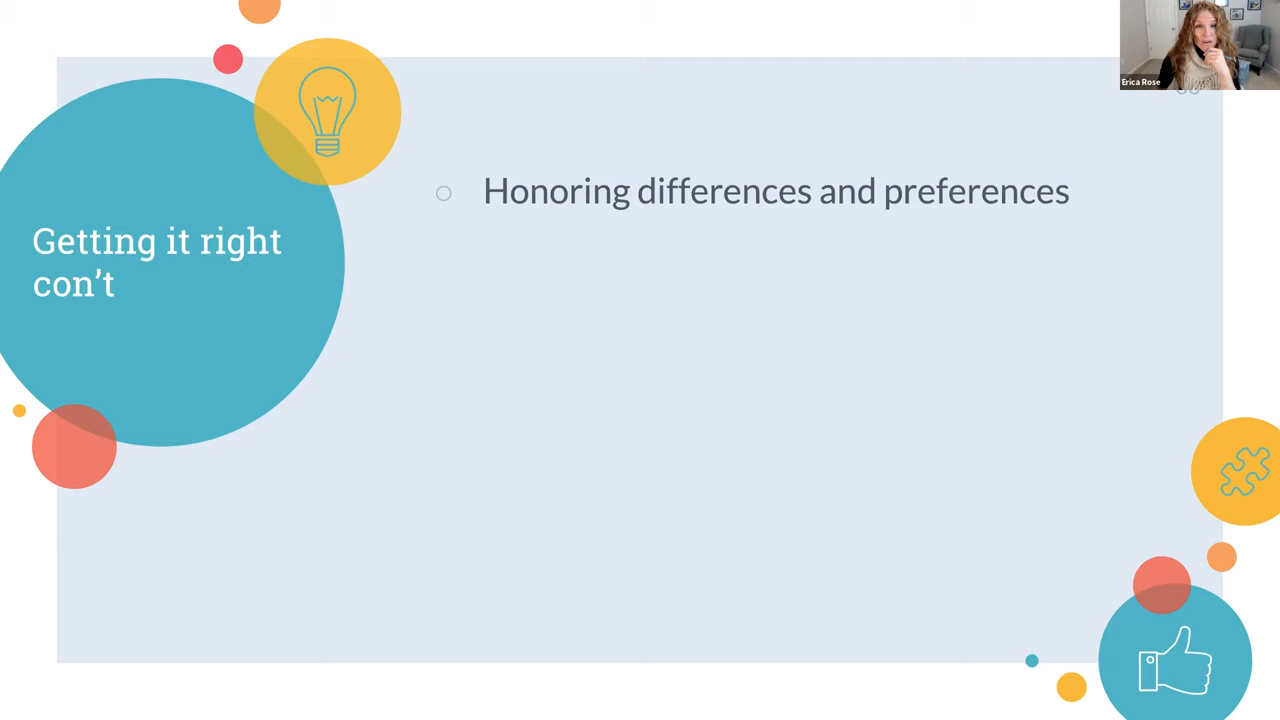 Erica Rose
Honoring differences and preferences
Getting it right
con’t